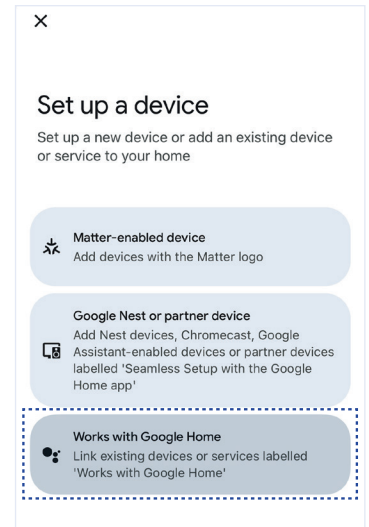 Set up a device
Set up a new device or add an existing device
or service to your home
Matter-enabled device
Add devices with the Matter logo
Google Nest or partner device
Add Nest devices, Chromecast, Google
Assistant-enabled devices or partner devices
labelled 'Seamless Setup with the Google
Home app'
Works with Google Home
Link existing devices or services labelled
'Works with Google Home'